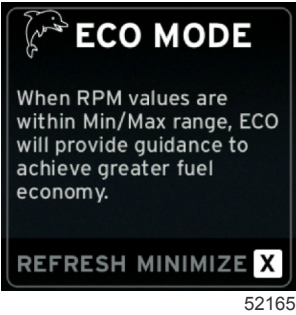 ECO MODE
When RPM values are
within Min/Max range, ECO
will provide guidance to
achieve greater fuel
economy.
REFRESH MINIMIZE X
52165